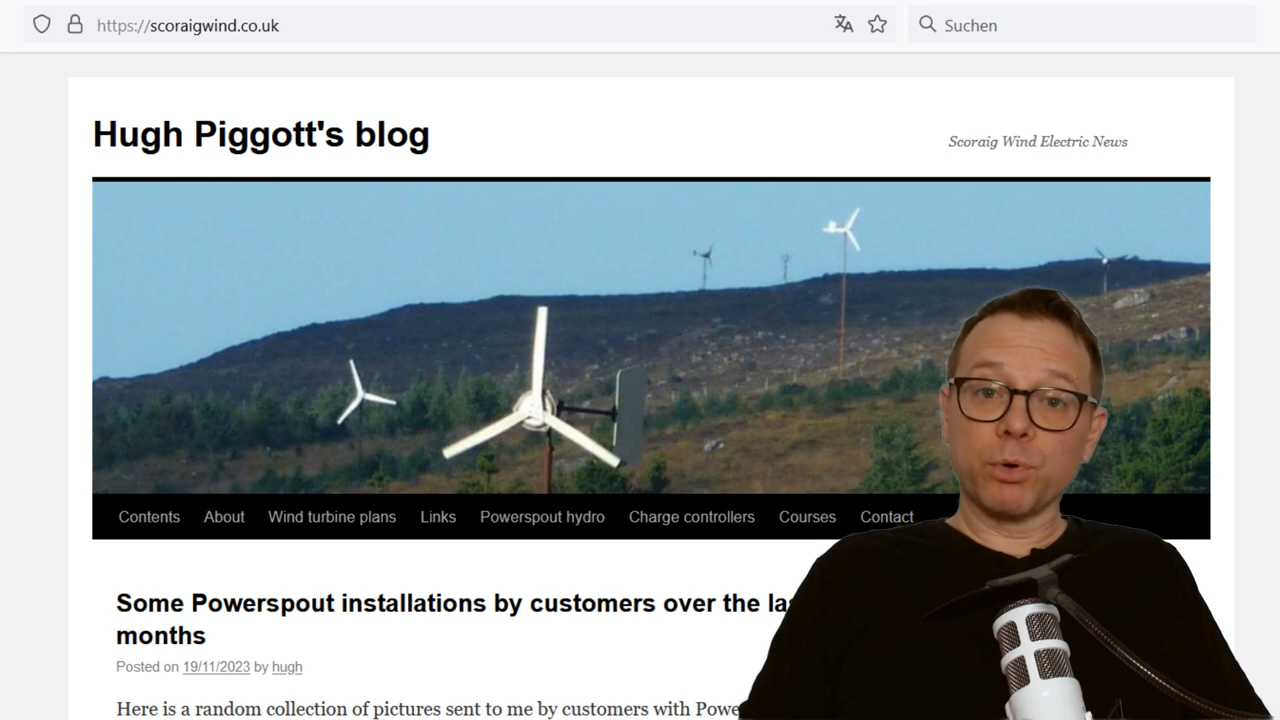 https://scoraigwind.co.uk
Suchen
Hugh Piggott's blog
Scoraig Wind Electric News
Contents About Wind turbine plans Links Powerspout hydro Charge controllers Courses Contact
Some Powerspout installations by customers over the
months
Posted on 19/11/2023 by hugh
Here is a random collection of pictures sent to me by customers with